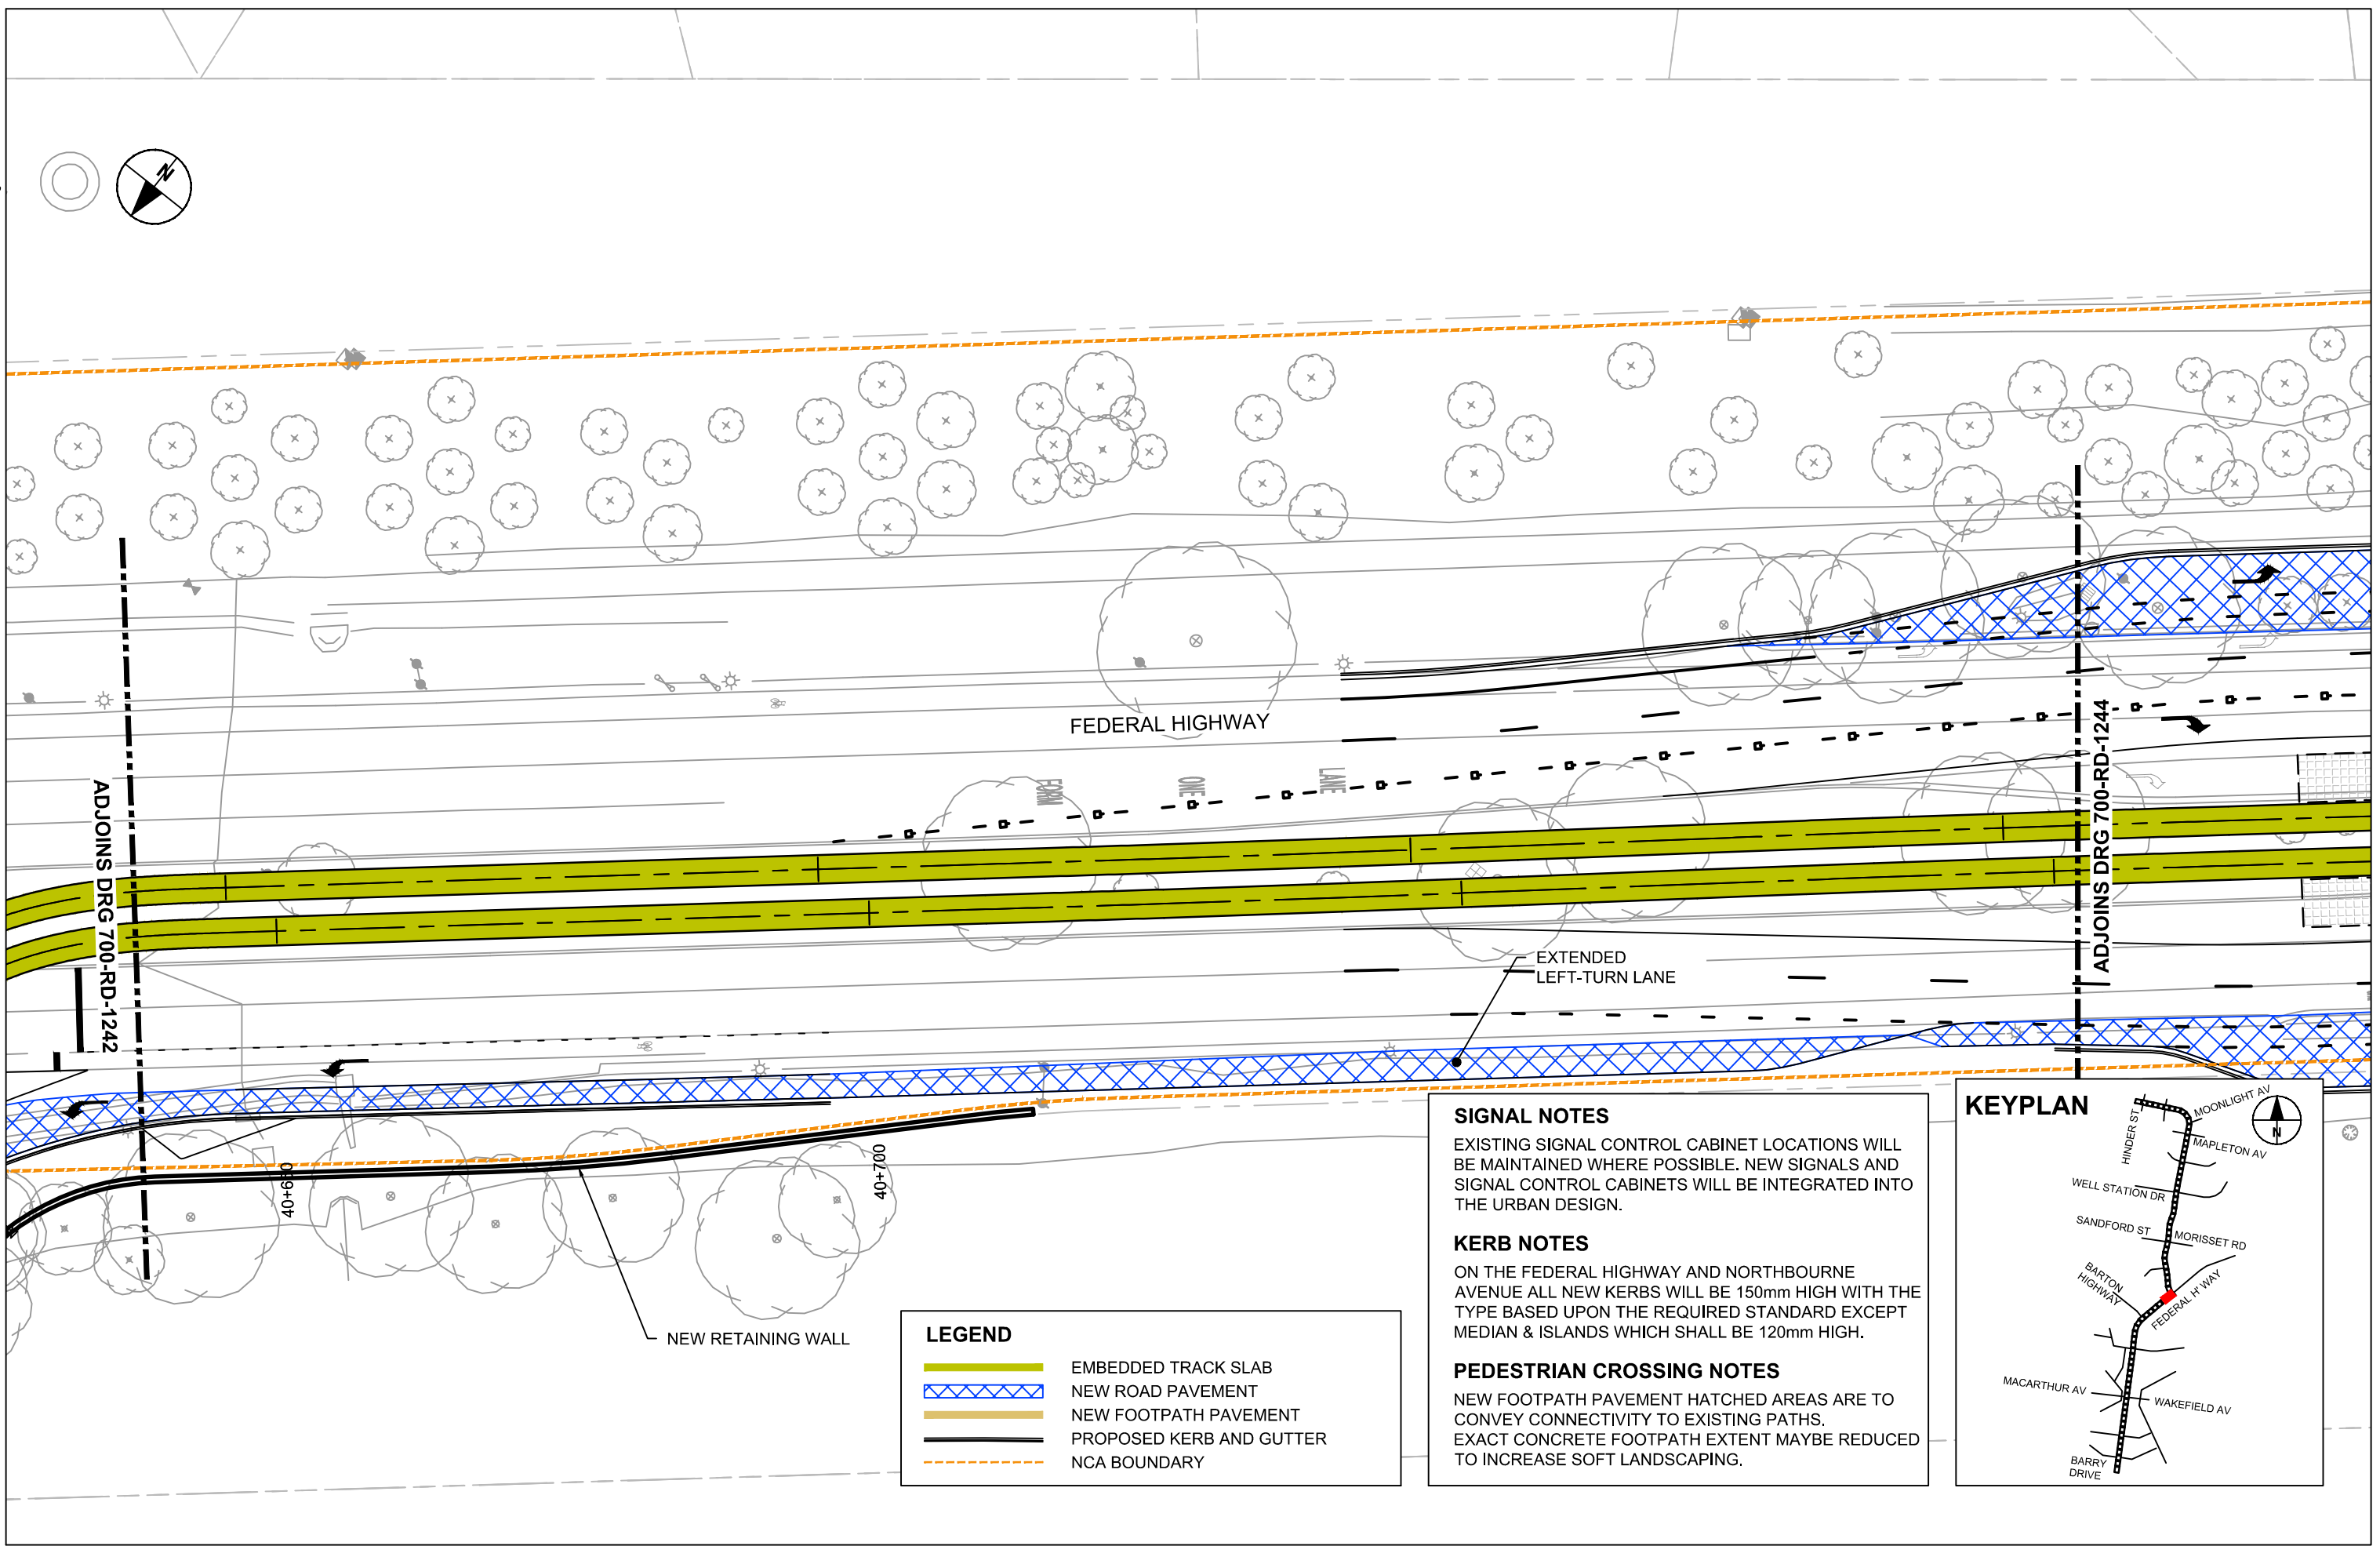 N
FEDERAL HIGHWAY
FORM
ONE
LANE
ADJOINS DRG 700-RD-1242
ADJOINS DRG 700-RD-1244
EXTENDED
LEFT-TURN LANE
40+700
NEW RETAINING WALL
LEGEND
EMBEDDED TRACK SLAB
NEW ROAD PAVEMENT
NEW FOOTPATH PAVEMENT
PROPOSED KERB AND GUTTER
NCA BOUNDARY
SIGNAL NOTES
EXISTING SIGNAL CONTROL CABINET LOCATIONS WILL
BE MAINTAINED WHERE POSSIBLE. NEW SIGNALS AND
SIGNAL CONTROL CABINETS WILL BE INTEGRATED INTO
THE URBAN DESIGN.
KERB NOTES
ON THE FEDERAL HIGHWAY AND NORTHBOURNE
AVENUE ALL NEW KERBS WILL BE 150mm HIGH WITH THE
TYPE BASED UPON THE REQUIRED STANDARD EXCEPT
MEDIAN & ISLANDS WHICH SHALL BE 120mm HIGH.
PEDESTRIAN CROSSING NOTES
NEW FOOTPATH PAVEMENT HATCHED AREAS ARE TO
CONVEY CONNECTIVITY TO EXISTING PATHS.
EXACT CONCRETE FOOTPATH EXTENT MAYBE REDUCED
TO INCREASE SOFT LANDSCAPING.
KEYPLAN
N
HINDER ST
MOONLIGHT AV
MAPLETON AV
WELL STATION DR
SANDFORD ST
MORISSET RD
BARTON
HIGHWAY
FEDERAL H'WAY
MACARTHUR AV
WAKEFIELD AV
BARRY
DRIVE